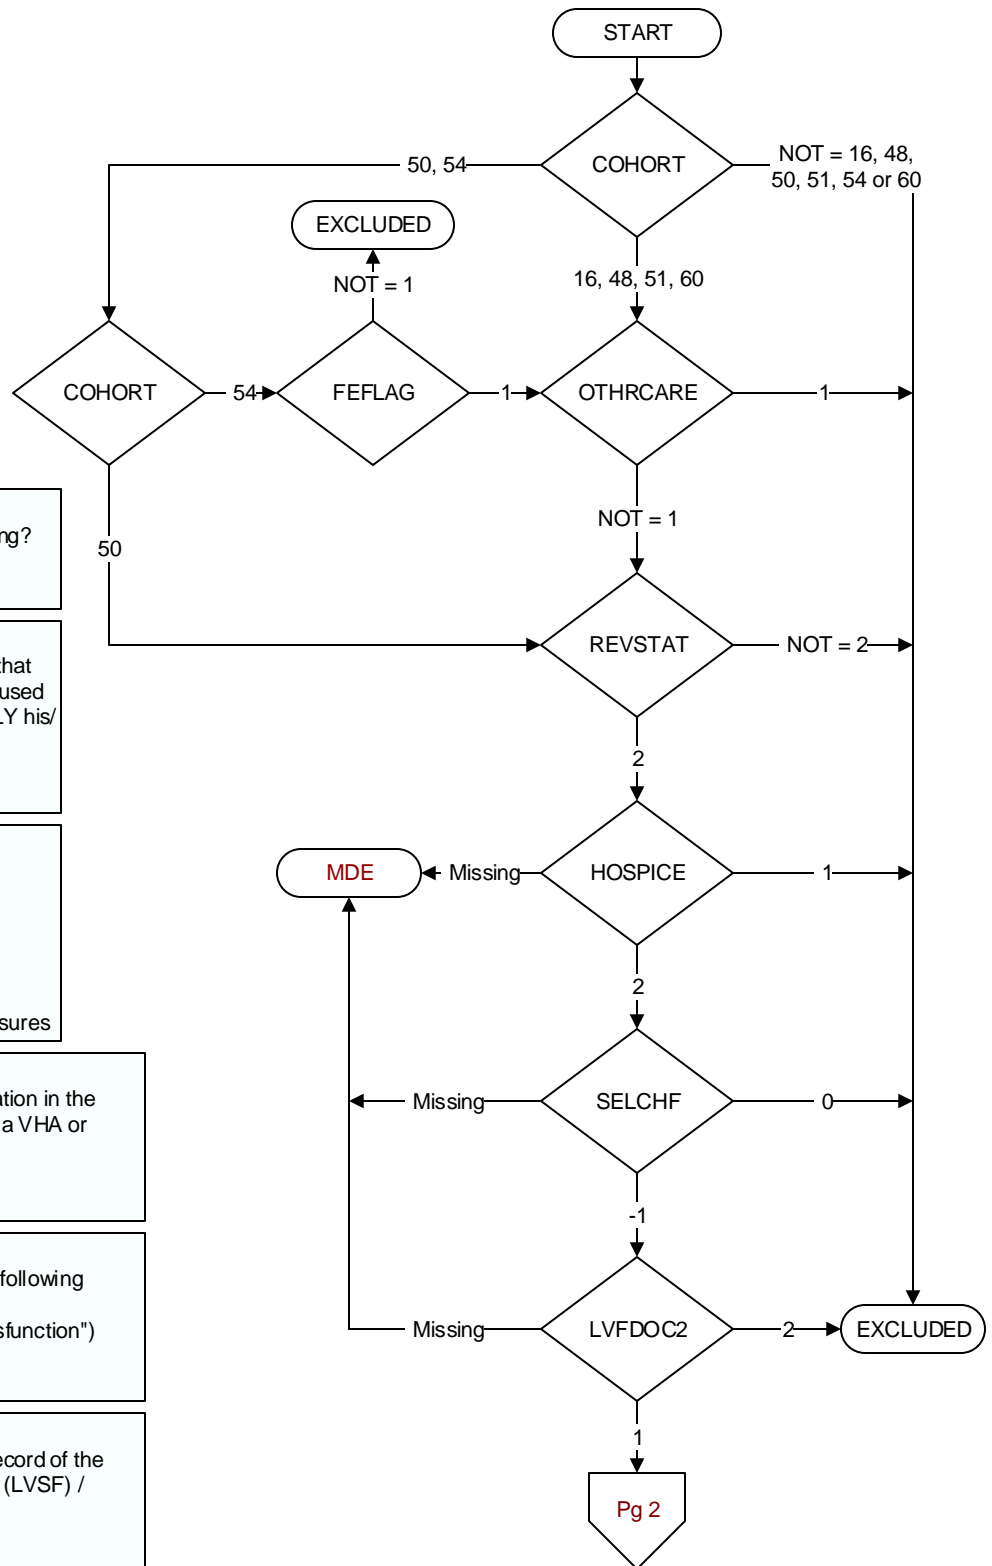 START
COHORT
50, 54
NOT = 16, 48,
50, 51, 54 or 60
EXCLUDED
NOT = 1
16, 48, 51, 60
COHORT
54
FEFLAG
1
OTHRCARE
1
NOT = 1
50
REVSTAT
NOT = 2
2
MDE
Missing
HOSPICE
1
2
Missing
SELCHF
0
-1
Missing
LVFDOC2
2
EXCLUDED
1
Pg 2
ng?
that
used
LY his/
sures
ation in the
a VHA or
following
sfunction")
ecord of the
(LVSF) /